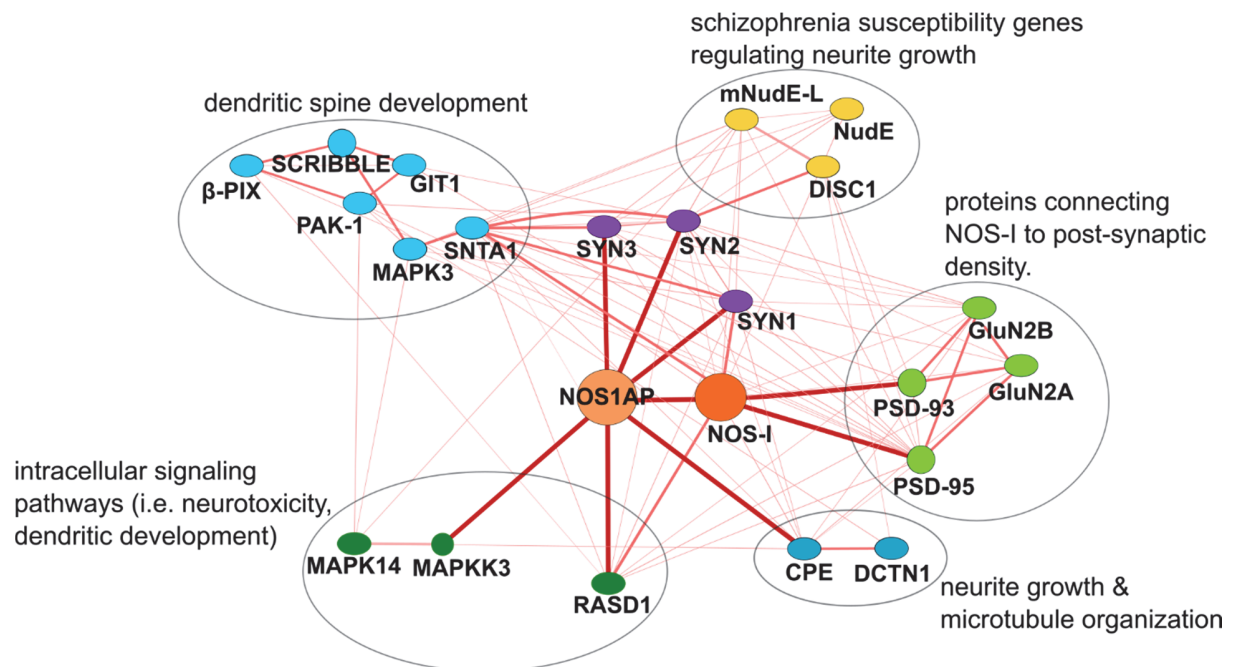 schizophrenia susceptibility genes
regulating neurite growth
mNudE-L
NudE
DISC1
dendritic spine development
SCRIBBLE
β-PIX
GIT1
PAK-1
MAPK3
SNTA1
SYN3
SYN2
SYN1
proteins connecting
NOS-I to post-synaptic
density.
GluN2B
GluN2A
PSD-93
PSD-95
NOS1AP
NOS-I
intracellular signaling
pathways (i.e. neurotoxicity,
dendritic development)
MAPK14
MAPKK3
RASD1
CPE
DCTN1
neurite growth &
microtubule organization